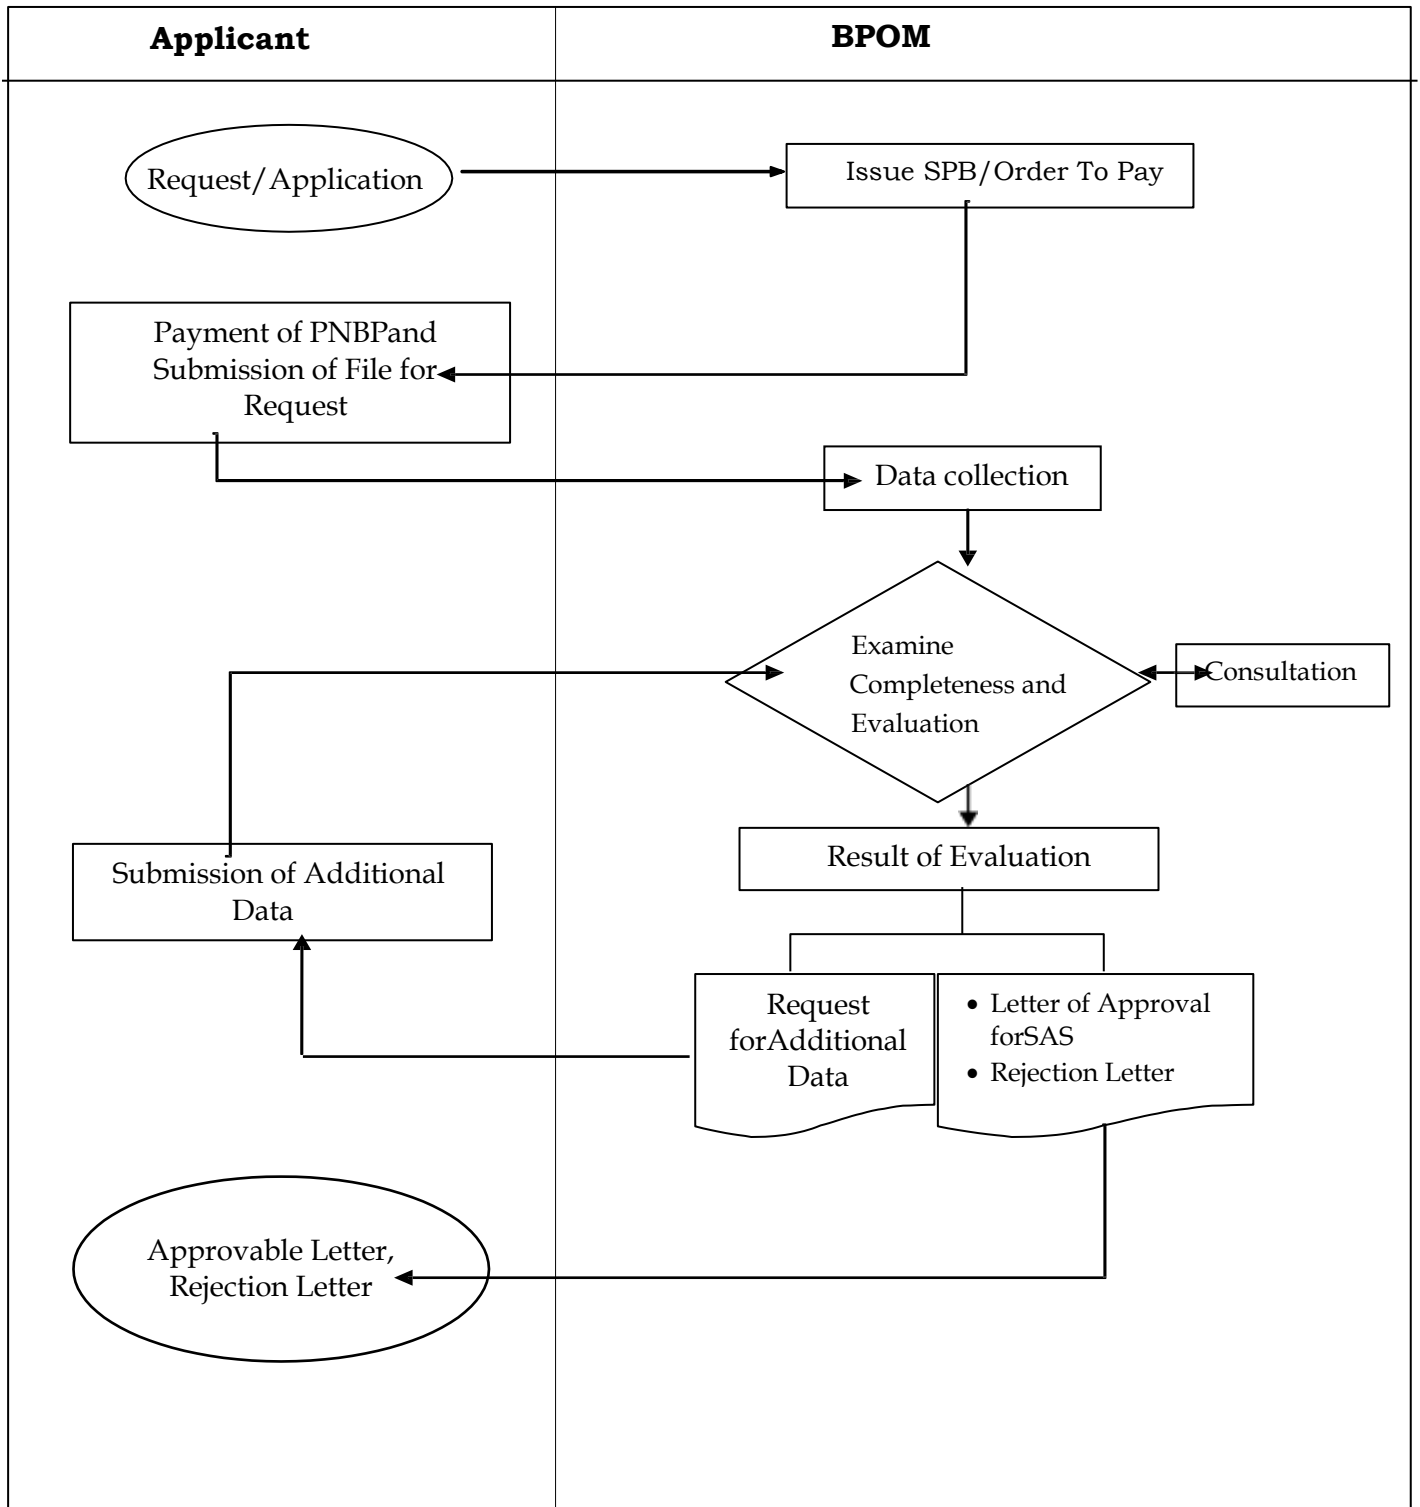 Applicant
BPOM
Request/Application
Issue SPB/Order To Pay
Payment of PNBPand
Submission of File for
Request
Data collection
Examine
Completeness and
Evaluation
Consultation
Result of Evaluation
Submission of Additional
Data
Request
forAdditional
Data
• Letter of Approval
forSAS
• Rejection Letter
Approvable Letter,
Rejection Letter